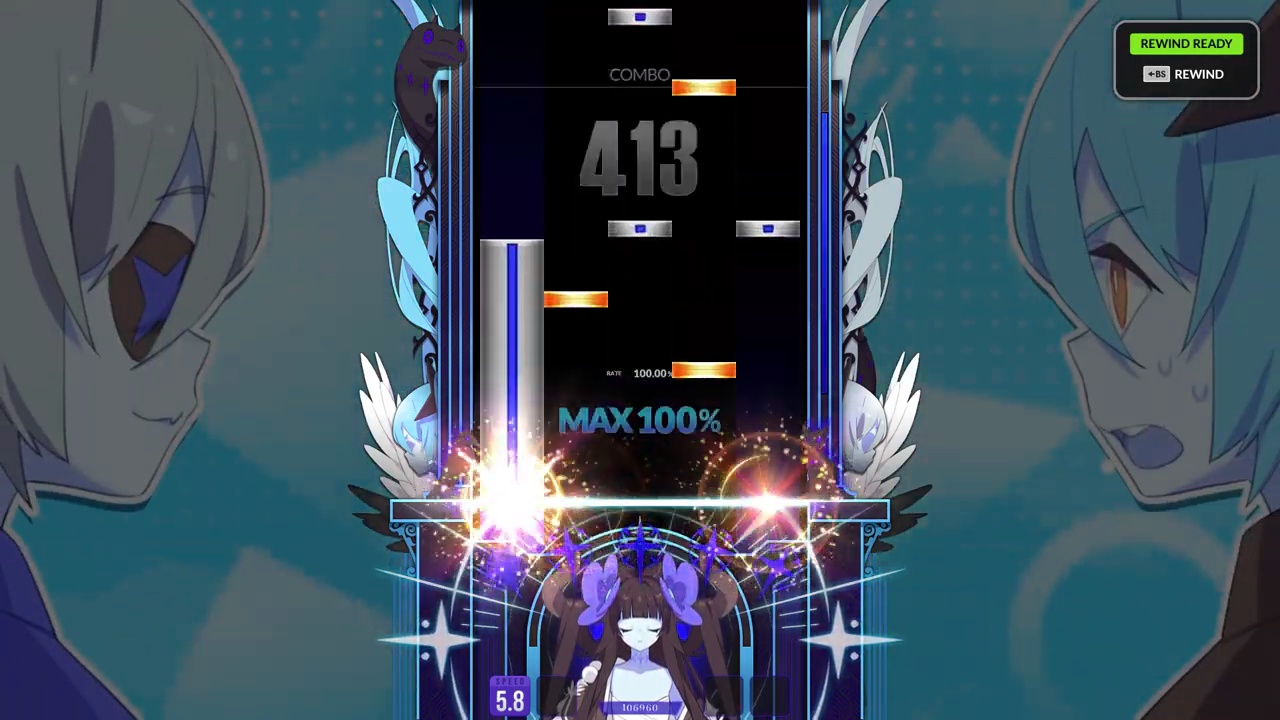 REWIND READY
←BS REWIND
COMBO
413
RATE 100.00%
MAX 100%
SPEED
5.8
106960